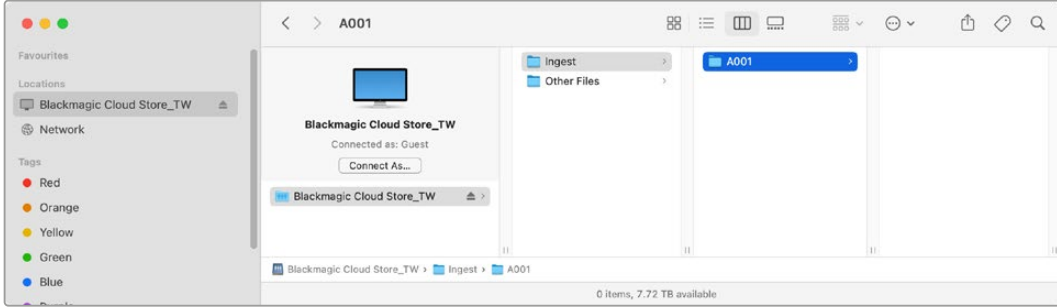 A001
Favourites
Locations
Blackmagic Cloud Store_TW
Network
Tags
Red
Orange
Yellow
Green
Blue
Blackmagic Cloud Store_TW
Connected as: Guest
Connect As...
Blackmagic Cloud Store_TW
Ingest
Other Files
A001
Blackmagic Cloud Store_TW › Ingest › A001
0 items, 7.72 TB available